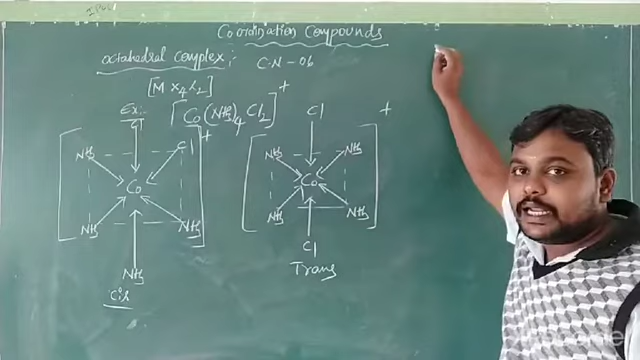 Coordination Compounds
octahedral complex :- C.N - 06
[M X4 L2]+
Ex:- [Co(NH3)4 Cl2]+
Cl
NH3 Cl
Co
NH3 NH3
NH3
+
cis
Cl
NH3 NH3
Co
NH3 NH3
Cl
+
Trans